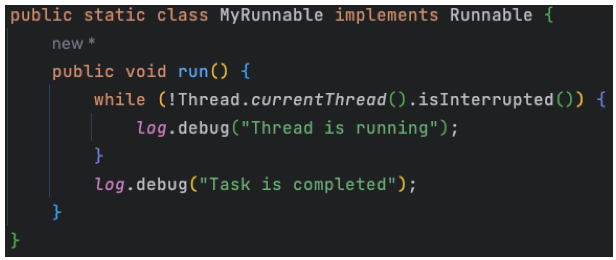 public static class MyRunnable implements Runnable {
new *
public void run() {
while (!Thread.currentThread().isInterrupted()) {
log.debug("Thread is running");
}
log.debug("Task is completed");
}
}